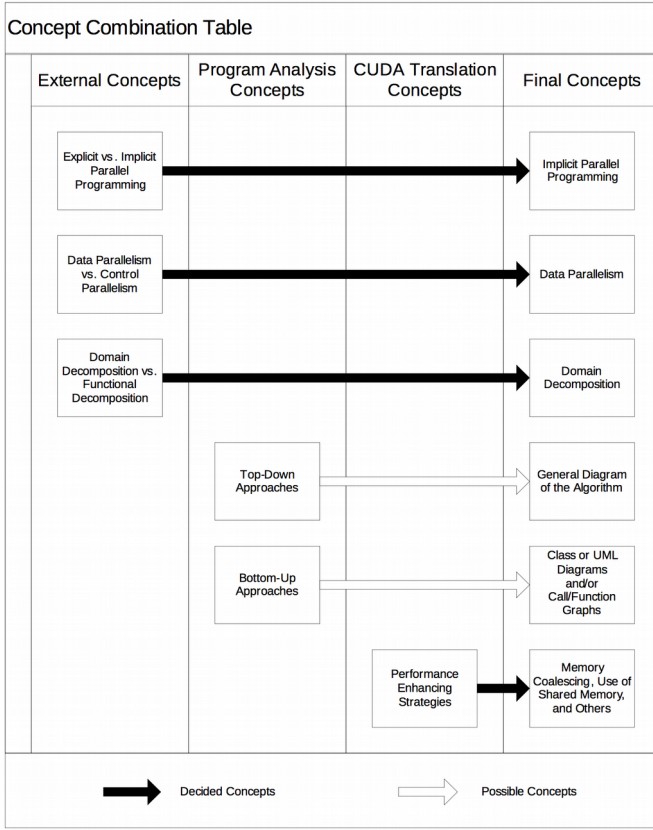 Concept Combination Table
External Concepts
Program Analysis
Concepts
CUDA Translation
Concepts
Final Concepts
Explicit vs. Implicit
Parallel
Programming
Implicit Parallel
Programming
Data Parallelism
vs. Control
Parallelism
Data Parallelism
Domain
Decomposition vs.
Functional
Decomposition
Domain
Decomposition
Top-Down
Approaches
General Diagram
of the Algorithm
Bottom-Up
Approaches
Class or UML
Diagrams
and/or
Call/Function
Graphs
Performance
Enhancing
Strategies
Memory
Coalescing, Use of
Shared Memory,
and Others
Decided Concepts
Possible Concepts